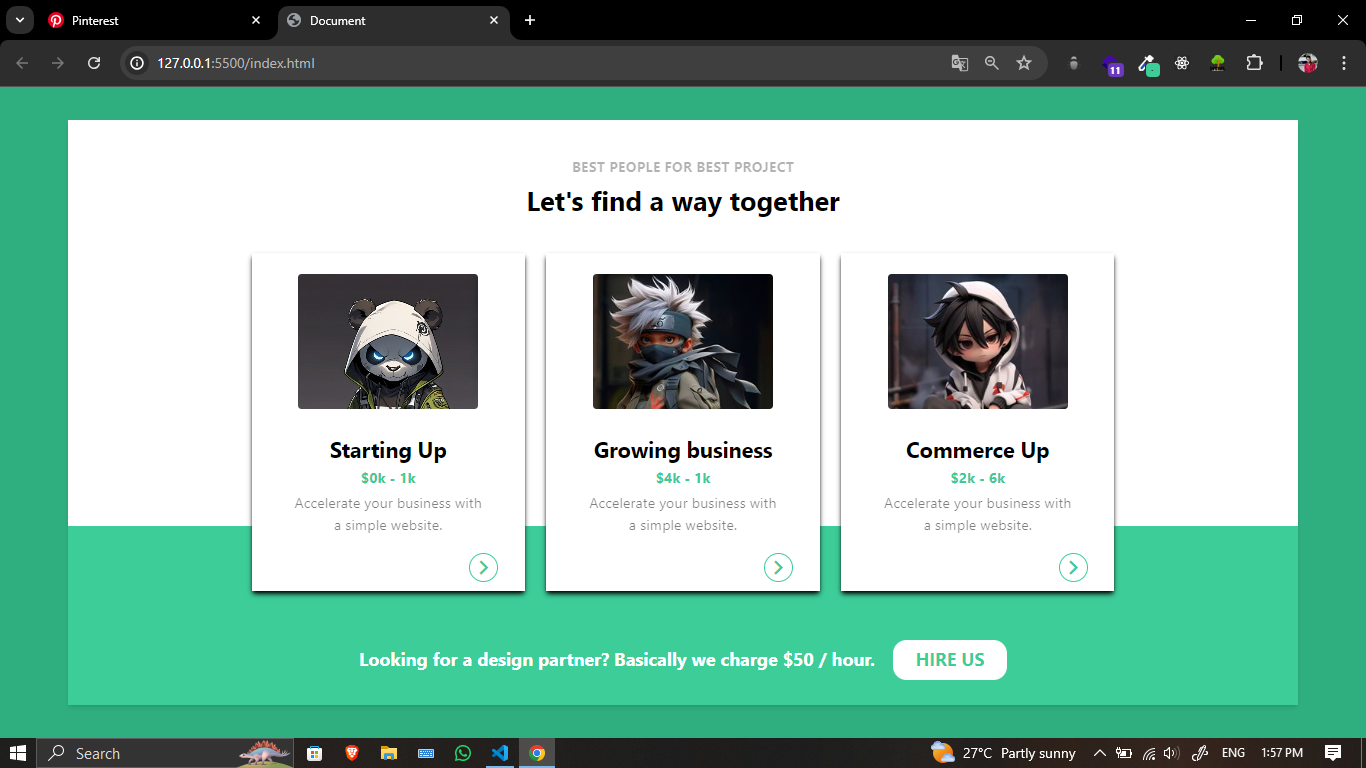 Pinterest
Document
127.0.0.1:5500/index.html
11
BEST PEOPLE FOR BEST PROJECT
Let's find a way together
Starting Up
$0k - 1k
Accelerate your business with
a simple website.
Growing business
$4k - 1k
Accelerate your business with
a simple website.
Commerce Up
$2k - 6k
Accelerate your business with
a simple website.
Looking for a design partner? Basically we charge $50 / hour.
HIRE US
Search
27°C Partly sunny
ENG
1:57 PM